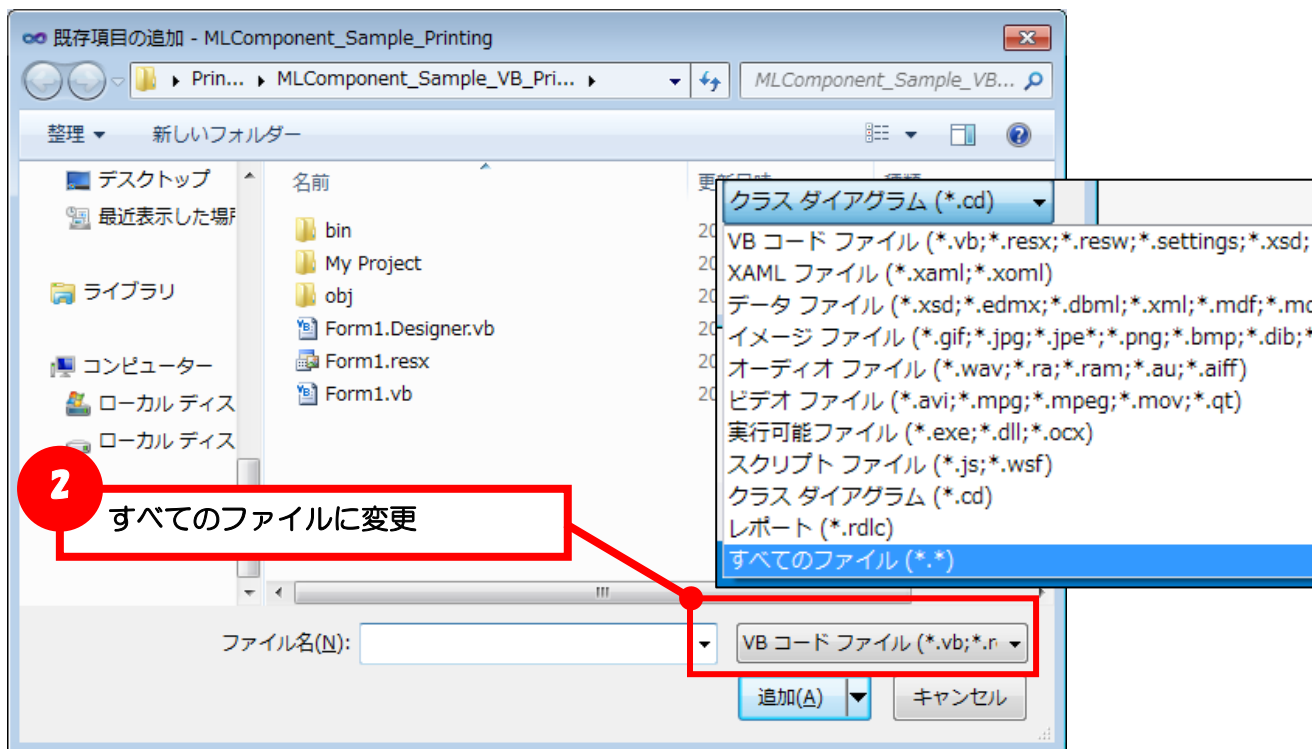 既存項目の追加 - MLComponent_Sample_Printing
Prin... MLComponent_Sample_VB_Pri...
MLComponent_Sample_VB...
整理 新しいフォルダー
デスクトップ
最近表示した場所
ライブラリ
コンピューター
ローカル ディス
ローカル ディス
名前
bin
My Project
obj
Form1.Designer.vb
Form1.resx
Form1.vb
20
20
20
20
20
20
クラス ダイアグラム (*.cd)
VB コード ファイル (*.vb;*.resx;*.resw;*.settings;*.xsd;
XAML ファイル (*.xaml;*.xoml)
データ ファイル (*.xsd;*.edmx;*.dbml;*.xml;*.mdf;
イメージ ファイル (*.gif;*.jpg;*.jpe*;*.png;*.bmp;*.dib;*
オーディオ ファイル (*.wav;*.ra;*.ram;*.au;*.aiff)
ビデオ ファイル (*.avi;*.mpg;*.mpeg;*.mov;*.qt)
実行可能ファイル (*.exe;*.dll;*.ocx)
スクリプト ファイル (*.js;*.wsf)
クラス ダイアグラム (*.cd)
レポート (*.rdlc)
すべてのファイル (*.*)
2
すべてのファイルに変更
ファイル名(N):
VB コード ファイル (*.vb;*.r
追加(A)
キャンセル